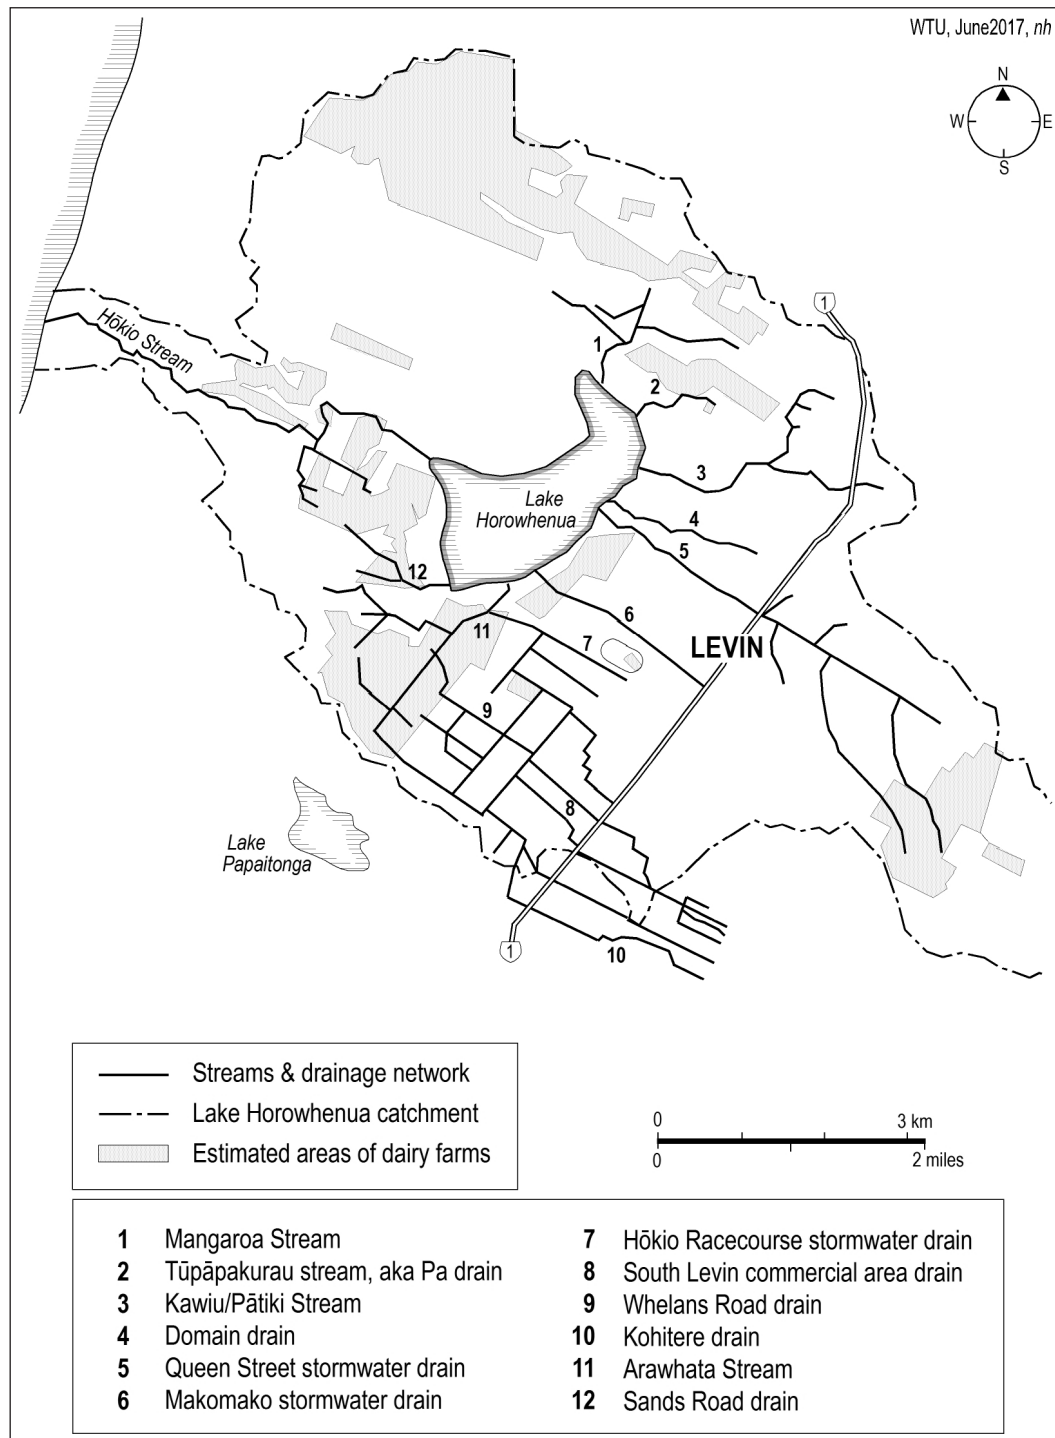 WTU, June2017, nh
N
W
E
S
1
Hōkio Stream
1
2
3
Lake
Horowhenua
4
5
12
6
11
7
LEVIN
9
8
Lake
Papaitonga
1
10
Streams & drainage network
Lake Horowhenua catchment
Estimated areas of dairy farms
0
3 km
0
2 miles
1 Mangaroa Stream
2 Tūpāpakurau stream, aka Pa drain
3 Kawiu/Pātiki Stream
4 Domain drain
5 Queen Street stormwater drain
6 Makomako stormwater drain
7 Hōkio Racecourse stormwater drain
8 South Levin commercial area drain
9 Whelans Road drain
10 Kohitere drain
11 Arawhata Stream
12 Sands Road drain